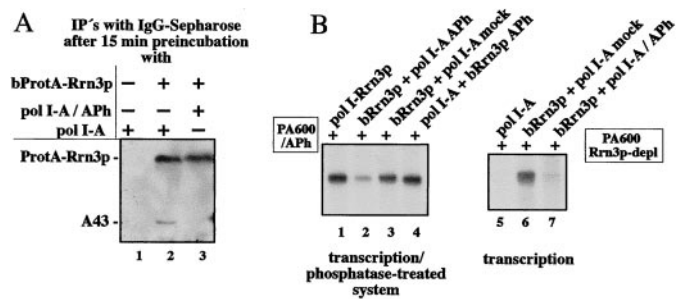 A
IP´s with IgG-Sepharose
after 15 min preincubation
with
bProtA-Rrn3p – + +
pol I-A / APh – – +
pol I-A + + –
ProtA-Rrn3p -
A43 -
1 2 3
B
pol I-Rrn3p
bRrn3p + pol I-A APh
bRrn3p + pol I-A mock
pol I-A + bRrn3p APh
PA600
/APh
+ + + +
1 2 3 4
transcription/
phosphatase-treated
system
pol I-A
bRrn3p + pol I-A mock
bRrn3p + pol I-A / APh
+ + +
PA600
Rrn3p-depl
5 6 7
transcription